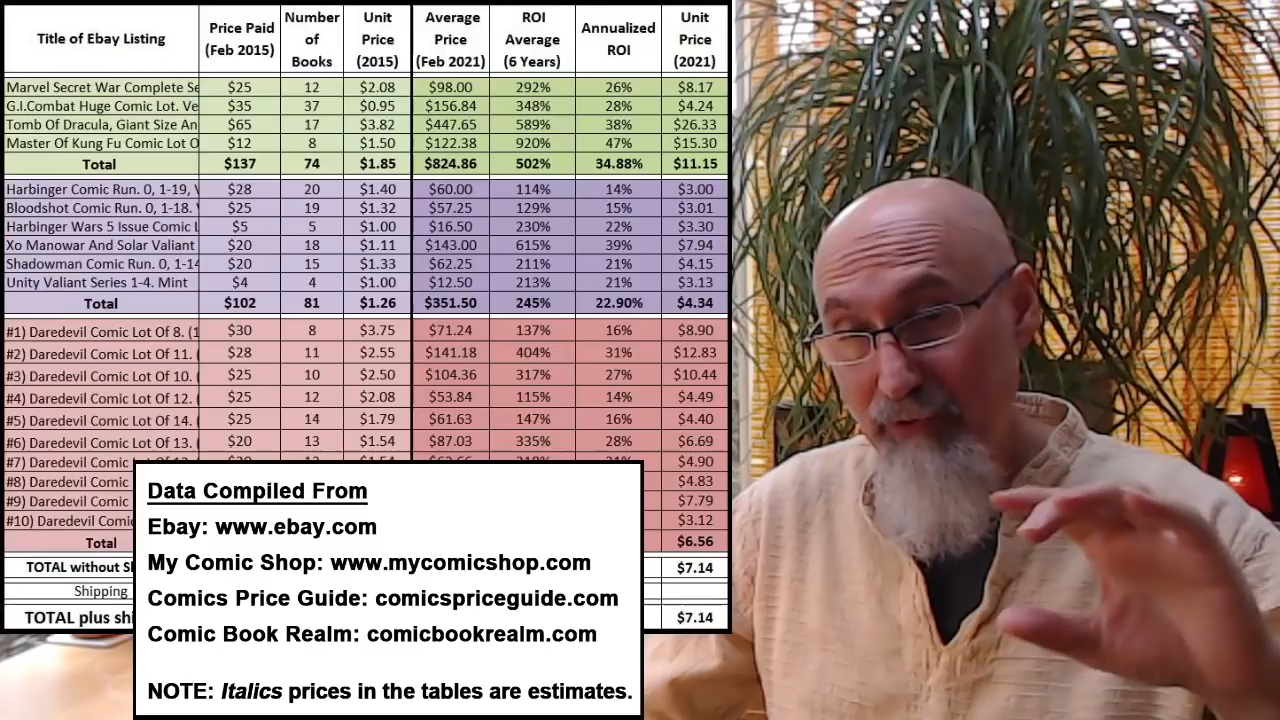 Title of Ebay Listing Price Paid (Feb 2015) Number of Books Unit Price (2015) Average Price (Feb 2021) ROI Average (6 Years) Annualized ROI Unit Price (2021)
Marvel Secret War Complete Se $25 12 $2.08 $98.00 292% 26% $8.17
G.I.Combat Huge Comic Lot. Ve $35 37 $0.95 $156.84 348% 28% $4.24
Tomb Of Dracula, Giant Size An $65 17 $3.82 $447.65 589% 38% $26.33
Master Of Kung Fu Comic Lot O $12 8 $1.50 $122.38 920% 47% $15.30
Total $137 74 $1.85 $824.86 502% 34.88% $11.15
Harbinger Comic Run. 0, 1-19, $28 20 $1.40 $60.00 114% 14% $3.00
Bloodshot Comic Run. 0, 1-18. $25 19 $1.32 $57.25 129% 15% $3.01
Harbinger Wars 5 Issue Comic L $5 5 $1.00 $16.50 230% 22% $3.30
Xo Manowar And Solar Valiant $20 18 $1.11 $143.00 615% 39% $7.94
Shadowman Comic Run. 0, 1-14 $20 15 $1.33 $62.25 211% 21% $4.15
Unity Valiant Series 1-4. Mint $4 4 $1.00 $12.50 213% 21% $3.13
Total $102 81 $1.26 $351.50 245% 22.90% $4.34
#1) Daredevil Comic Lot Of 8. (1 $30 8 $3.75 $71.24 137% 16% $8.90
#2) Daredevil Comic Lot Of 11. ( $28 11 $2.55 $141.18 404% 31% $12.83
#3) Daredevil Comic Lot Of 10. ( $25 10 $2.50 $104.36 317% 27% $10.44
#4) Daredevil Comic Lot Of 12. ( $25 12 $2.08 $53.84 115% 14% $4.49
#5) Daredevil Comic Lot Of 14. ( $25 14 $1.79 $61.63 147% 16% $4.40
#6) Daredevil Comic Lot Of 13. ( $20 13 $1.54 $87.03 335% 28% $6.69
#7) Daredevil Comic $4.90
#8) Daredevil Comic $4.83
#9) Daredevil Comic $7.79
#10) Daredevil Comic $3.12
Total $6.56
TOTAL without $7.14
Shipping
TOTAL plus $7.14
Data Compiled From
Ebay: www.ebay.com
My Comic Shop: www.mycomicshop.com
Comics Price Guide: comicspriceguide.com
Comic Book Realm: comicbookrealm.com
NOTE: Italics prices in the tables are estimates.